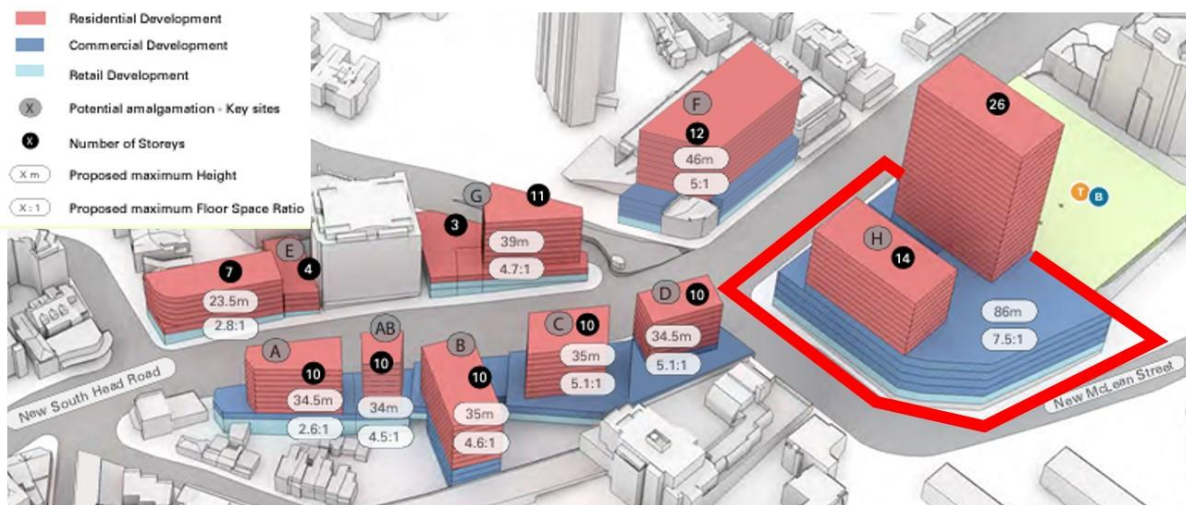 Residential Development
Commercial Development
Retail Development
X Potential amalgamation - Key sites
X Number of Storeys
X m Proposed maximum Height
X : 1 Proposed maximum Floor Space Ratio
F
12
46m
5:1
26
T B
G
11
3
39m
4.7:1
E
7
4
23.5m
2.8:1
H
14
86m
7.5:1
D
10
34.5m
5.1:1
C
10
35m
5.1:1
AB
10
34m
4.5:1
B
10
35m
4.6:1
A
10
34.5m
2.6:1
New South Head Road
New McLean Street